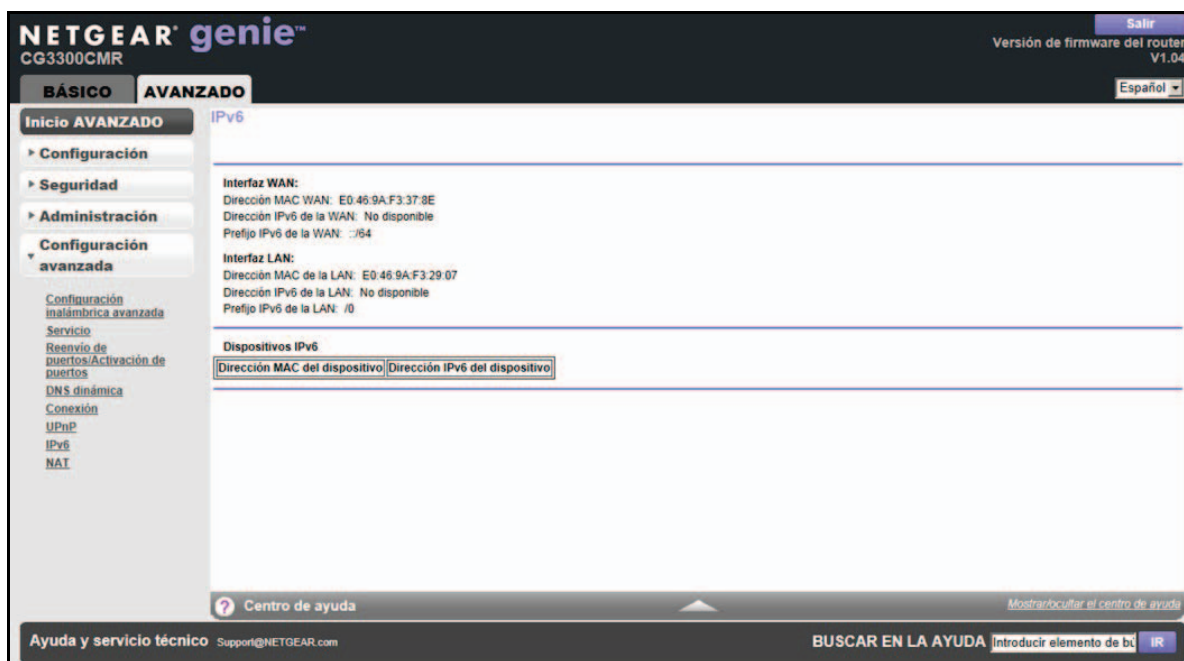 NETGEAR® genie™
CG3300CMR
Salir
Versión de firmware del router
V1.04
BÁSICO
AVANZADO
Español
Inicio AVANZADO
Configuración
Seguridad
Administración
Configuración
avanzada
Configuración
inalámbrica avanzada
Servicio
Reenvío de
puertos/Activación de
puertos
DNS dinámica
Conexión
UPnP
IPv6
NAT
IPv6
Interfaz WAN:
Dirección MAC WAN: E0:46:9A:F3:37:8E
Dirección IPv6 de la WAN: No disponible
Prefijo IPv6 de la WAN: ::/64
Interfaz LAN:
Dirección MAC de la LAN: E0:46:9A:F3:29:07
Dirección IPv6 de la LAN: No disponible
Prefijo IPv6 de la LAN: /0
Dispositivos IPv6
Dirección MAC del dispositivo Dirección IPv6 del dispositivo
? Centro de ayuda
Mostrar/ocultar el centro de ayuda
Ayuda y servicio técnico Support@NETGEAR.com
BUSCAR EN LA AYUDA Introducir elemento de bú IR